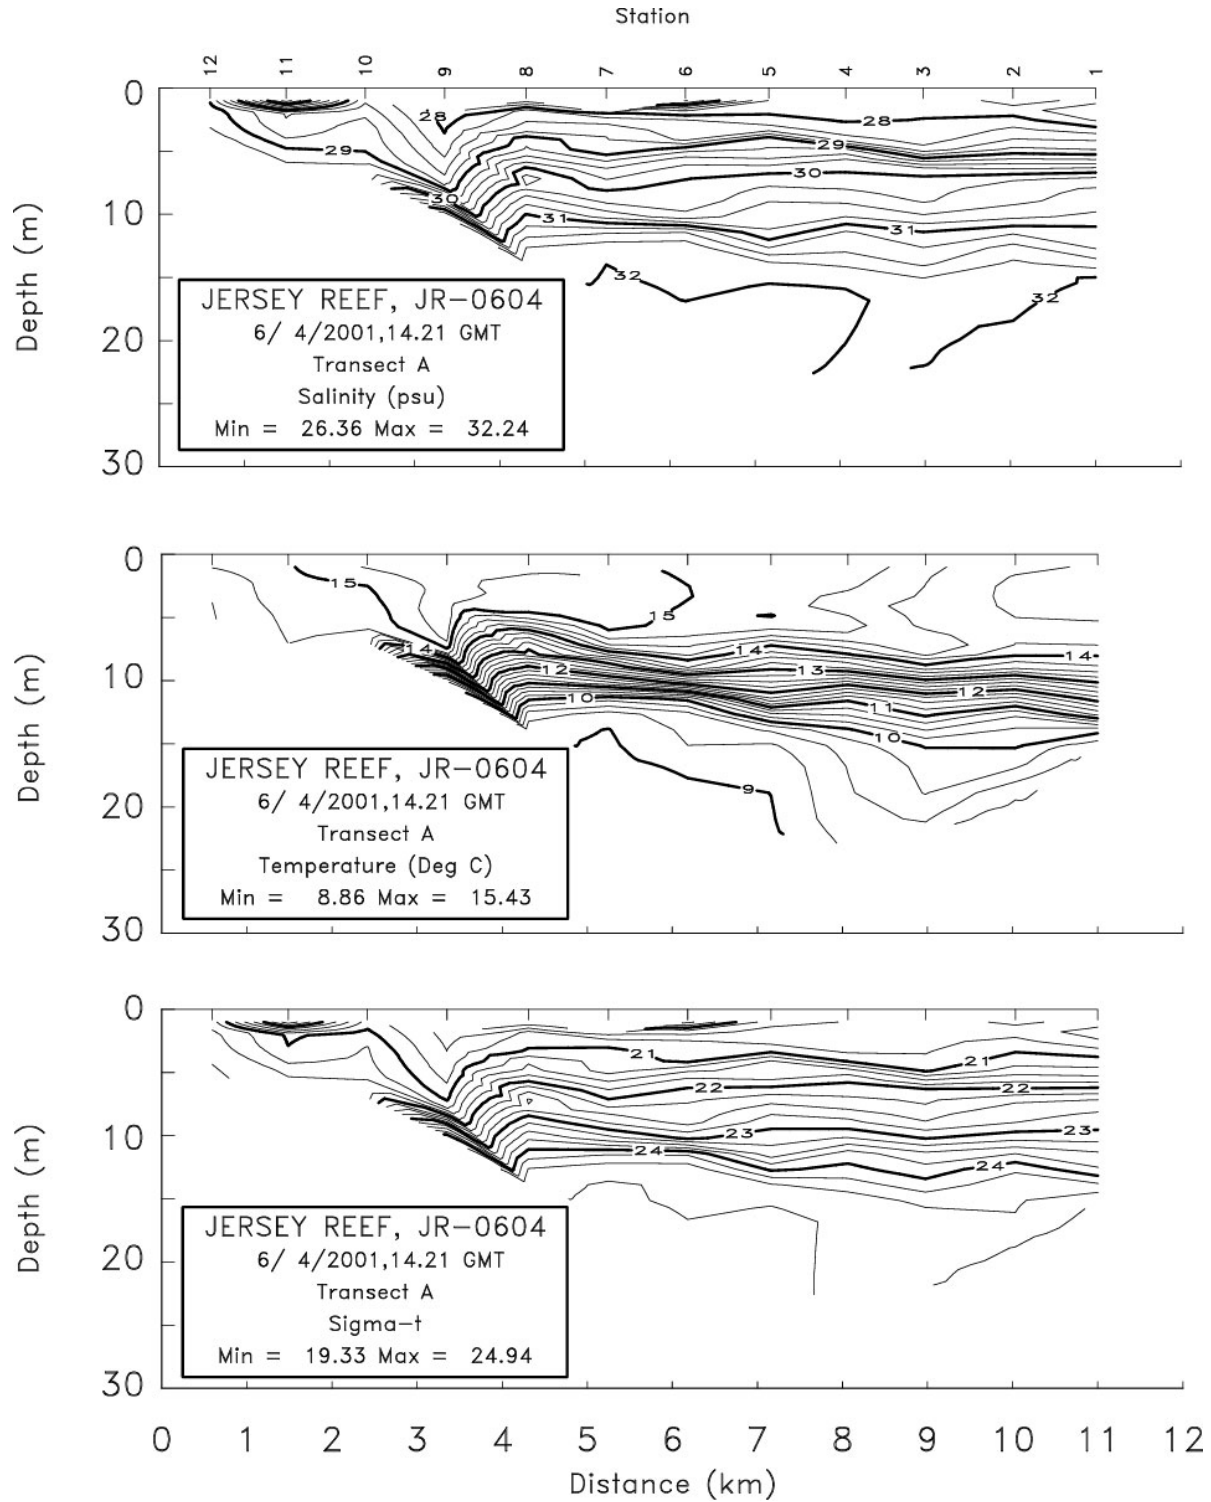 Station
12 11 10 9 8 7 6 5 4 3 2 1
0
10
20
30
Depth (m)
28 28
29 29
30 30
31 31
32 32
JERSEY REEF, JR-0604
6/ 4/2001,14.21 GMT
Transect A
Salinity (psu)
Min = 26.36 Max = 32.24
0
10
20
30
Depth (m)
15 15
14 14 14
12 13
12
10 11
10
9
JERSEY REEF, JR-0604
6/ 4/2001,14.21 GMT
Transect A
Temperature (Deg C)
Min = 8.86 Max = 15.43
0
10
20
30
Depth (m)
21 21
22 22
23 23
24 24
JERSEY REEF, JR-0604
6/ 4/2001,14.21 GMT
Transect A
Sigma-t
Min = 19.33 Max = 24.94
0 1 2 3 4 5 6 7 8 9 10 11 12
Distance (km)